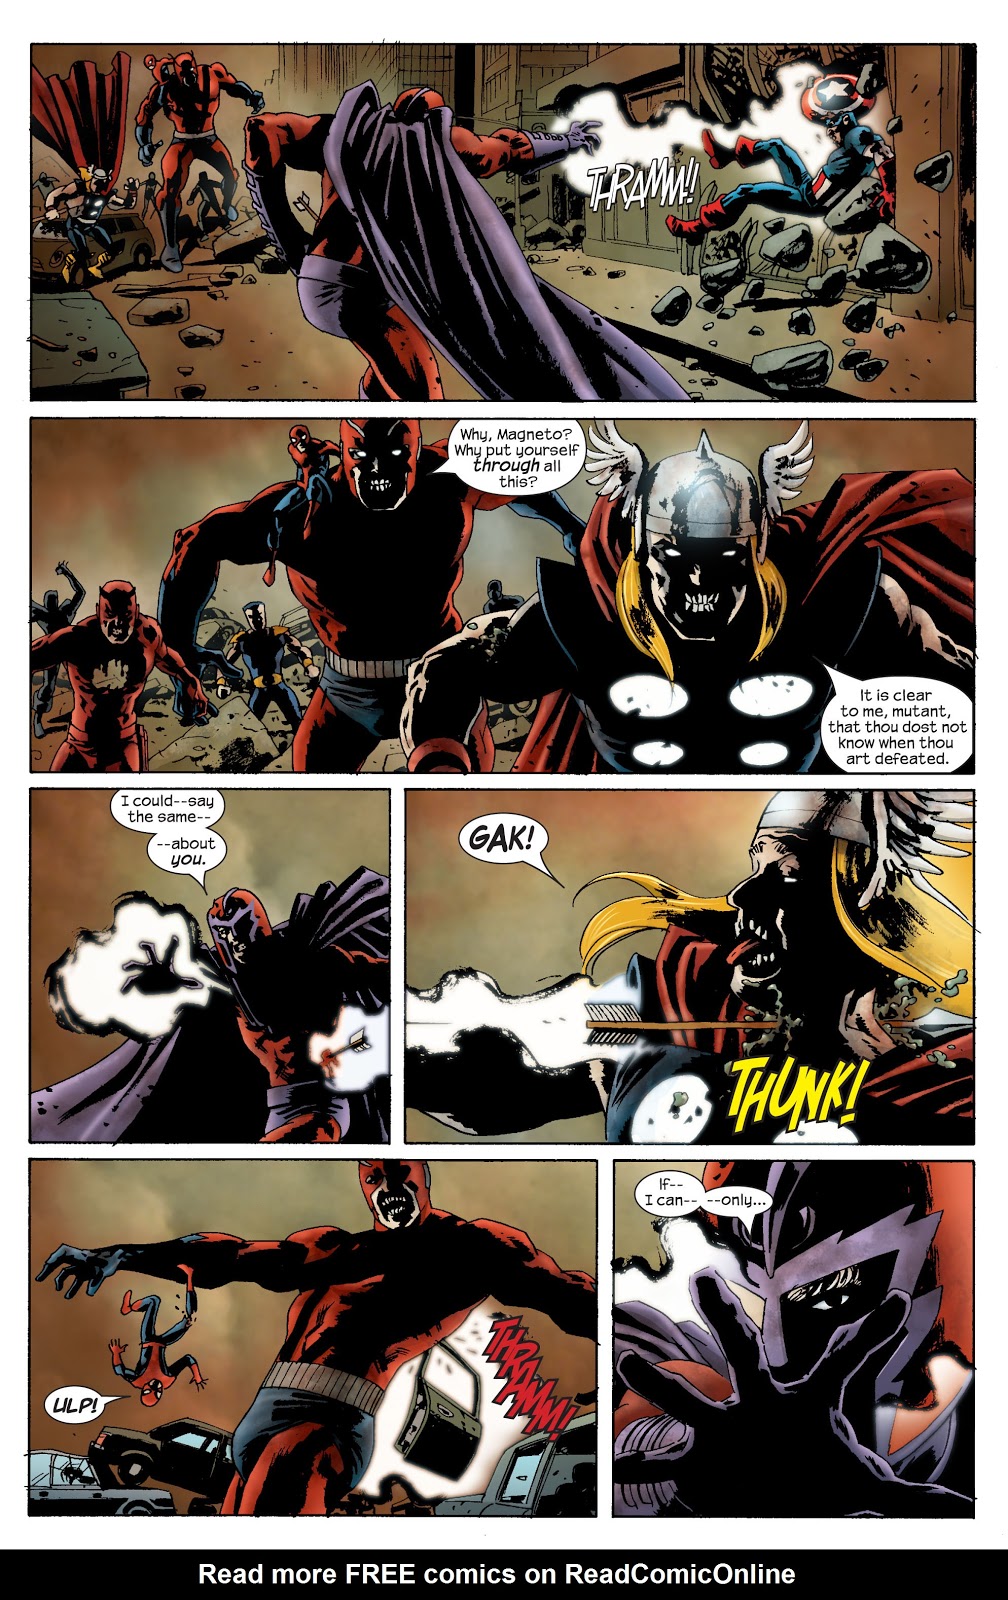 THRAMM!!
Why, Magneto?
Why put yourself
through all
this?
It is clear
to me, mutant,
that thou dost not
know when thou
art defeated.
I could--say
the same--
--about
you.
GAK!
THUNK!
ULP!
THRAMM!
If--
I can--
--only...
Read more FREE comics on ReadComicOnline